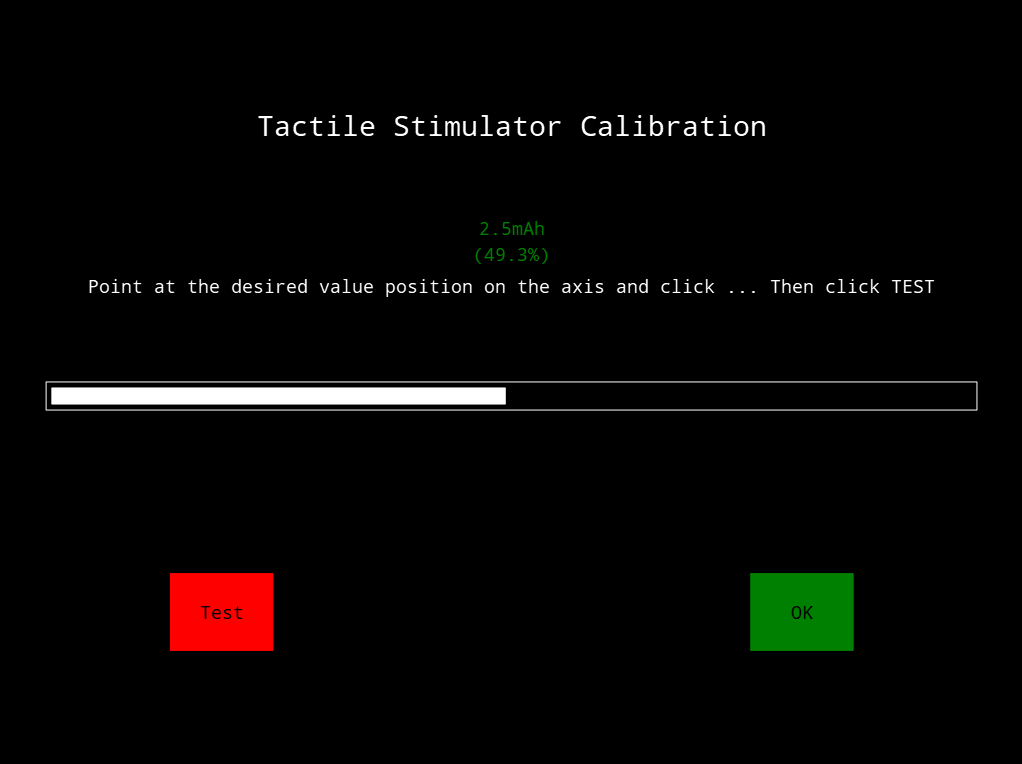 Tactile Stimulator Calibration
2.5mAh
(49.3%)
Point at the desired value position on the axis and click ... Then click TEST
Test
OK